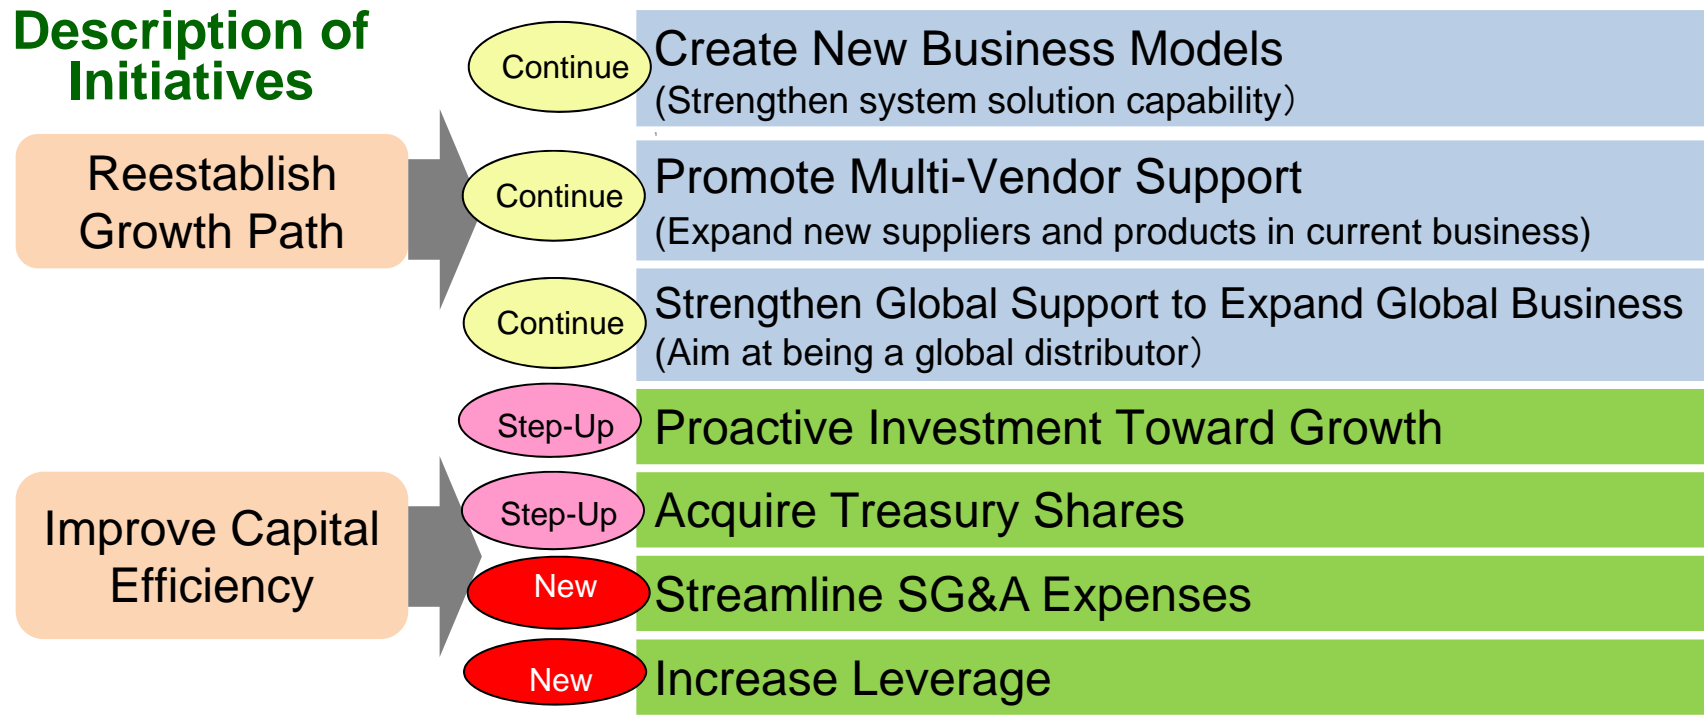 Description of
Initiatives
Continue
Create New Business Models
(Strengthen system solution capability）
Reestablish
Growth Path
Continue
Promote Multi-Vendor Support
(Expand new suppliers and products in current business)
Continue
Strengthen Global Support to Expand Global Business
(Aim at being a global distributor）
Step-Up
Proactive Investment Toward Growth
Improve Capital
Efficiency
Step-Up
Acquire Treasury Shares
New
Streamline SG&A Expenses
New
Increase Leverage